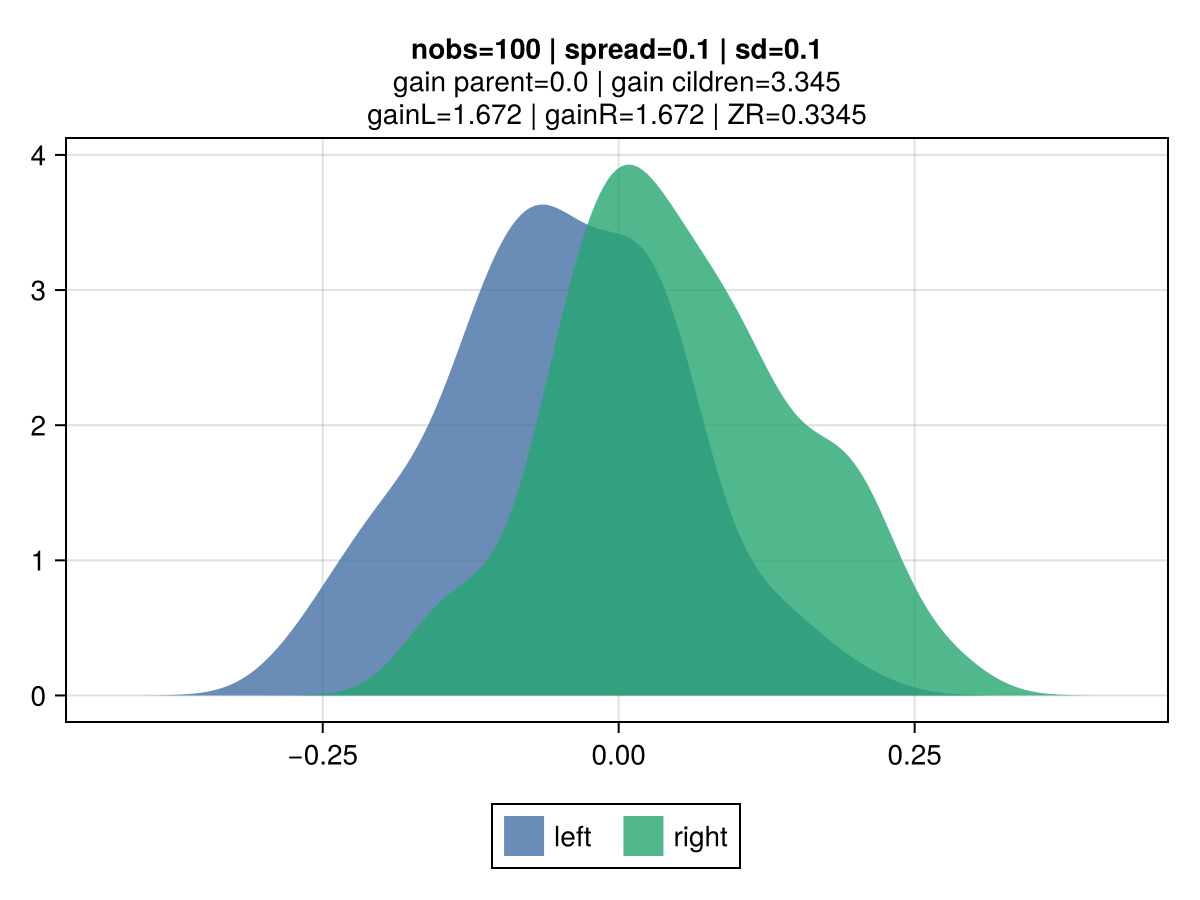 nobs=100 | spread=0.1 | sd=0.1
gain parent=0.0 | gain cildren=3.345
gainL=1.672 | gainR=1.672 | ZR=0.3345
4
3
2
1
0
−0.25
0.00
0.25
left
right